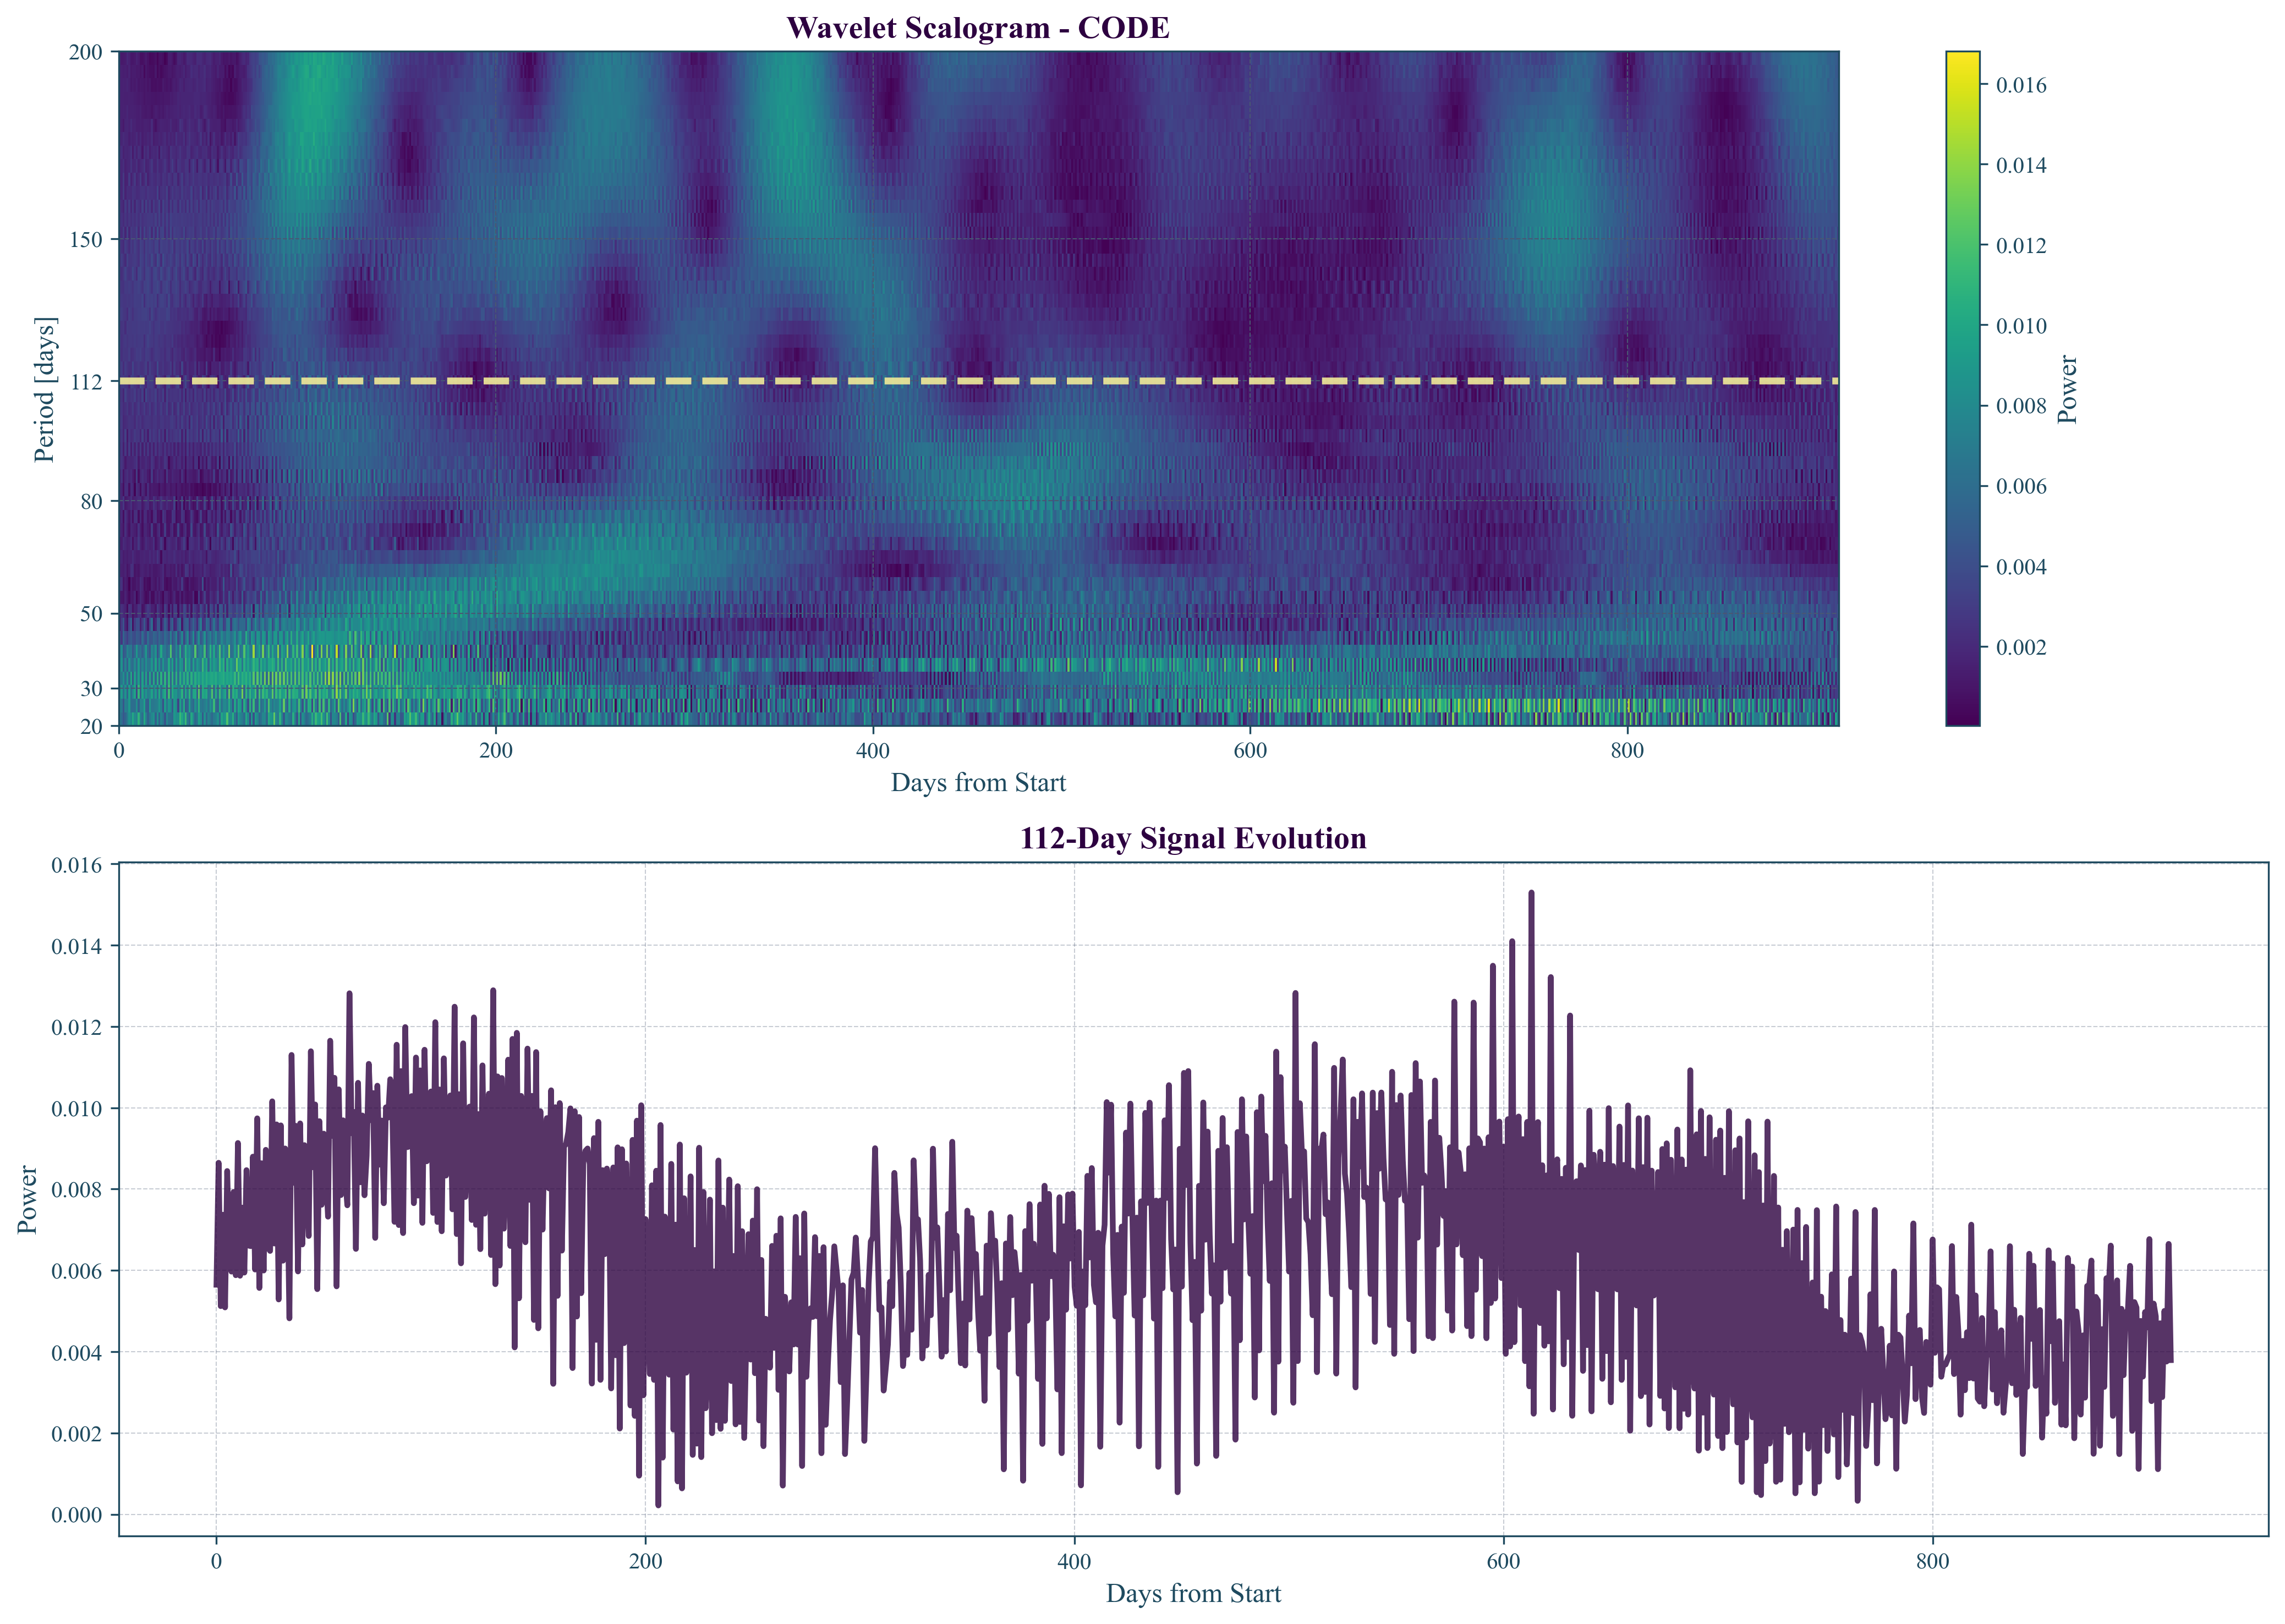 Wavelet Scalogram - CODE
200
150
112
80
50
30
20
Period [days]
0 200 400 600 800
Days from Start
0.016
0.014
0.012
0.010
0.008
0.006
0.004
0.002
Power
112-Day Signal Evolution
0.016
0.014
0.012
0.010
0.008
0.006
0.004
0.002
0.000
Power
0 200 400 600 800
Days from Start